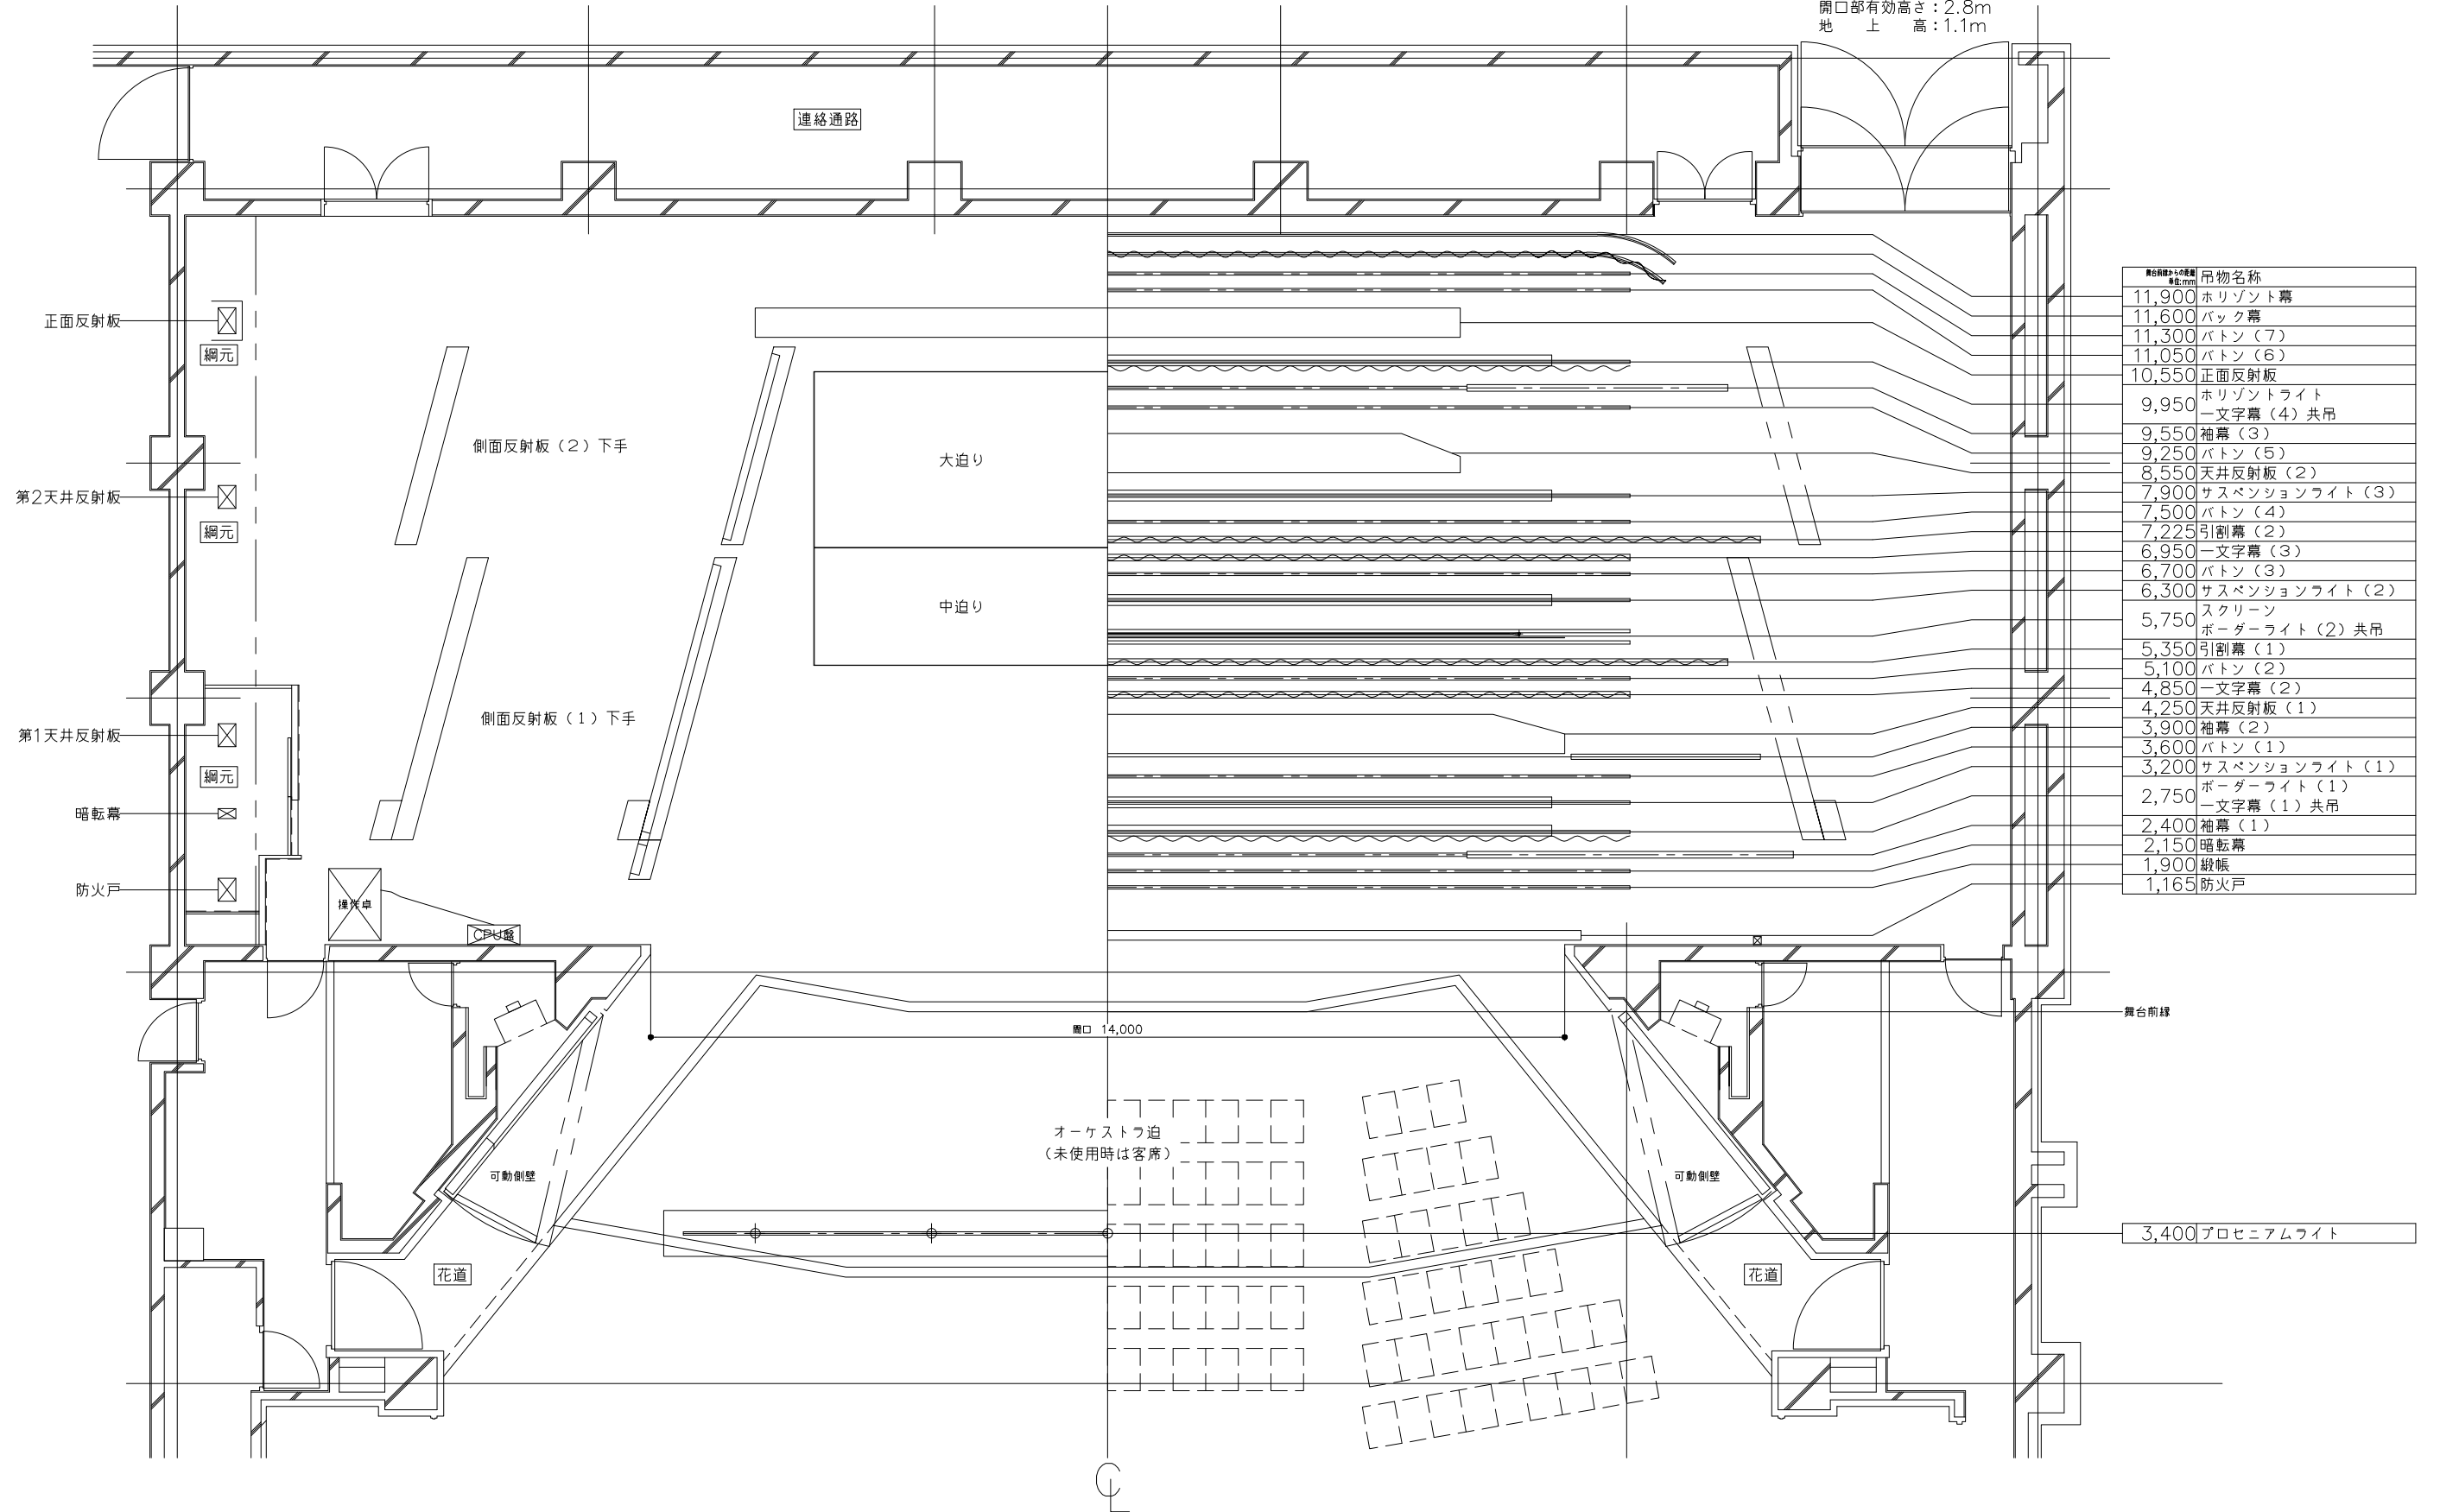 開口部有効高さ：2.8m
地　上　高：1.1m
連絡通路
舞台前縁からの距離
単位:mm
吊物名称
11,900 ホリゾント幕
11,600 バック幕
11,300 バトン（7）
11,050 バトン（6）
10,550 正面反射板
9,950 ホリゾントライト
一文字幕（4）共吊
9,550 袖幕（3）
9,250 バトン（5）
8,550 天井反射板（2）
7,900 サスペンションライト（3）
7,500 バトン（4）
7,225 引割幕（2）
6,950 一文字幕（3）
6,700 バトン（3）
6,300 サスペンションライト（2）
5,750 スクリーン
ボーダーライト（2）共吊
5,350 引割幕（1）
5,100 バトン（2）
4,850 一文字幕（2）
4,250 天井反射板（1）
3,900 袖幕（2）
3,600 バトン（1）
3,200 サスペンションライト（1）
2,750 ボーダーライト（1）
一文字幕（1）共吊
2,400 袖幕（1）
2,150 暗転幕
1,900 緞帳
1,165 防火戸
正面反射板
綱元
側面反射板（2）下手
大迫り
第2天井反射板
綱元
中迫り
側面反射板（1）下手
第1天井反射板
綱元
暗転幕
防火戸
操作卓
CPU盤
舞台前縁
間口 14,000
オーケストラ迫
（未使用時は客席）
可動側壁
可動側壁
3,400 プロセニアムライト
花道
花道
CL